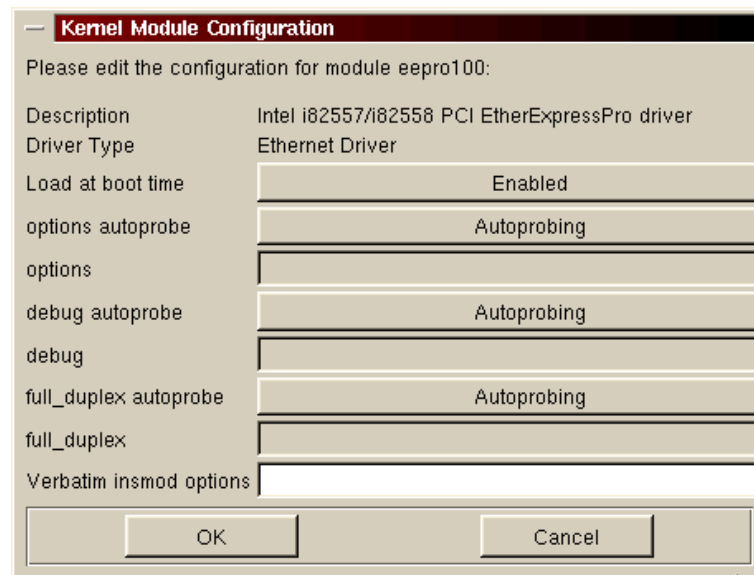 Kernel Module Configuration
Please edit the configuration for module eepro100:
Description Intel i82557/i82558 PCI EtherExpressPro driver
Driver Type Ethernet Driver
Load at boot time Enabled
options autoprobe Autoprobing
options
debug autoprobe Autoprobing
debug
full_duplex autoprobe Autoprobing
full_duplex
Verbatim insmod options
OK Cancel